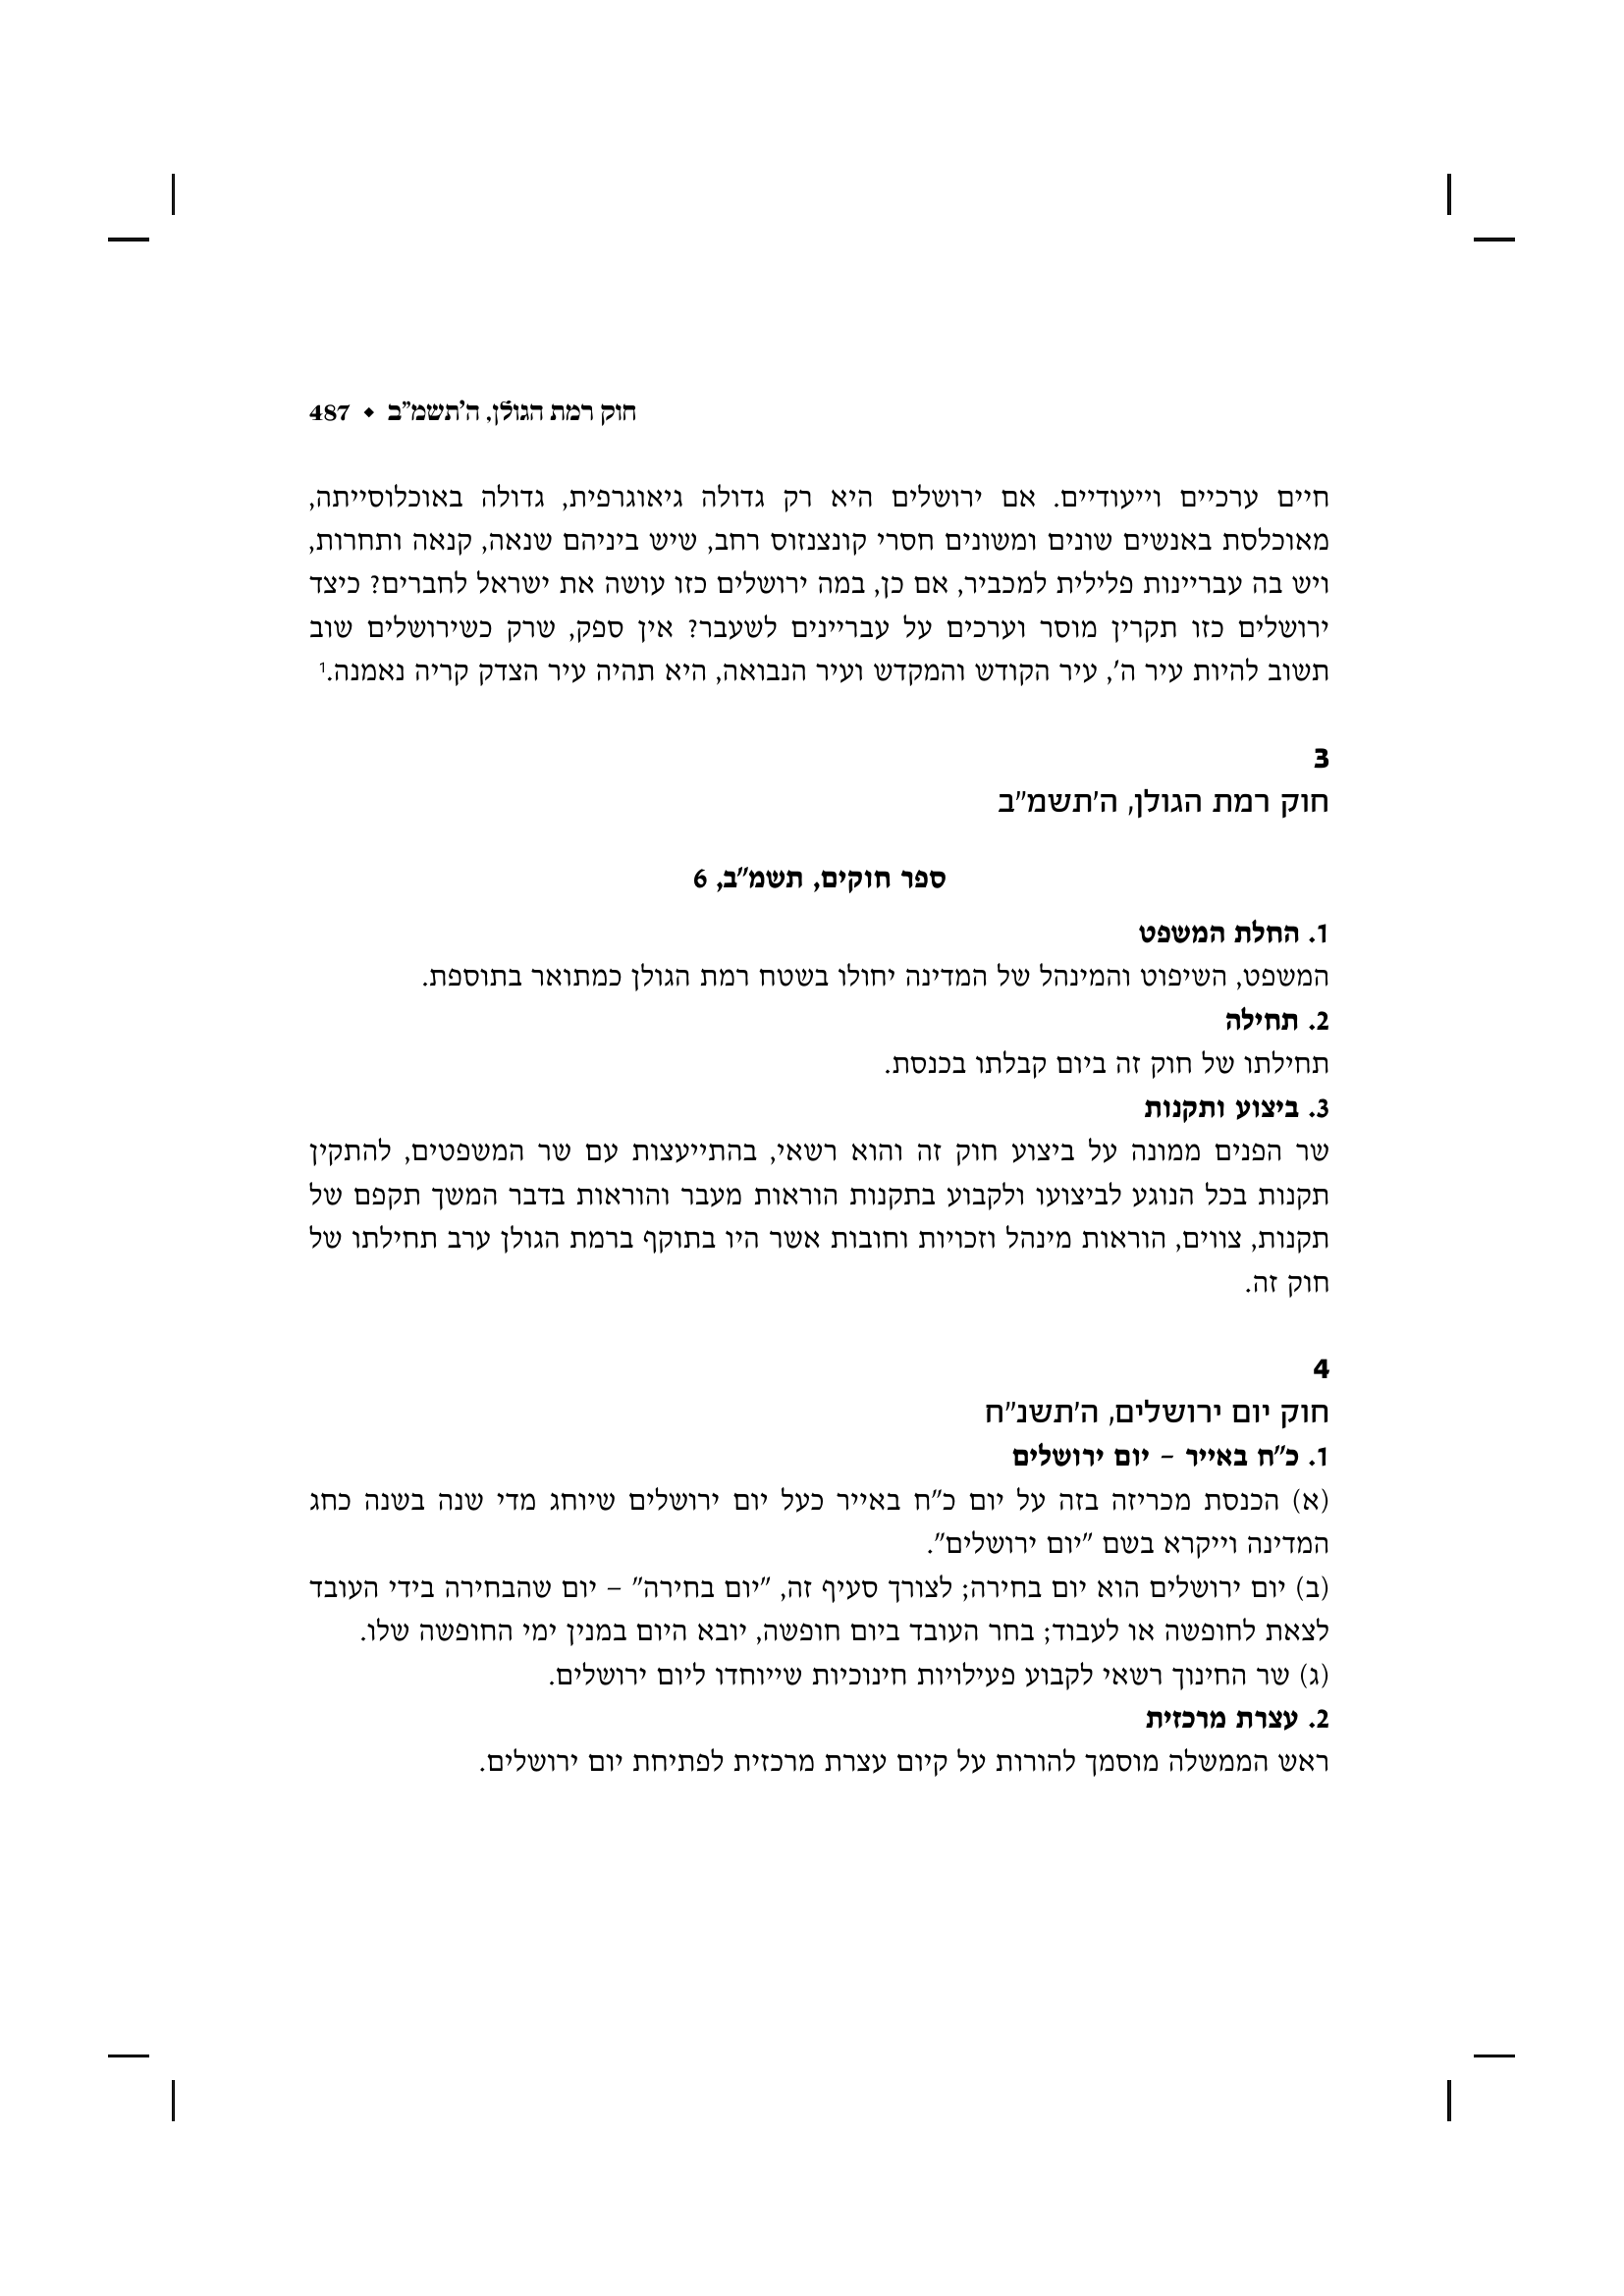 חוק רמת הגולן, ה'תשמ"ב ◆ 487
חיים ערכיים וייעודיים. אם ירושלים היא רק גדולה גיאוגרפית, גדולה באוכלוסייתה,
מאוכלסת באנשים שונים ומשונים חסרי קונצנזוס רחב, שיש ביניהם שנאה, קנאה ותחרות,
ויש בה עבריינות פלילית למכביר, אם כן, במה ירושלים כזו עושה את ישראל לחברים? כיצד
ירושלים כזו תקרין מוסר וערכים על עבריינים לשעבר? אין ספק, שרק כשירושלים שוב
תשוב להיות עיר ה', עיר הקודש והמקדש ועיר הנבואה, היא תהיה עיר הצדק קריה נאמנה.¹
3
חוק רמת הגולן, ה'תשמ"ב
ספר חוקים, תשמ"ב, 6
1. החלת המשפט
המשפט, השיפוט והמינהל של המדינה יחולו בשטח רמת הגולן כמתואר בתוספת.
2. תחילה
תחילתו של חוק זה ביום קבלתו בכנסת.
3. ביצוע ותקנות
שר הפנים ממונה על ביצוע חוק זה והוא רשאי, בהתייעצות עם שר המשפטים, להתקין
תקנות בכל הנוגע לביצועו ולקבוע בתקנות הוראות מעבר והוראות בדבר המשך תקפם של
תקנות, צווים, הוראות מינהל וזכויות וחובות אשר היו בתוקף ברמת הגולן ערב תחילתו של
חוק זה.
4
חוק יום ירושלים, ה'תשנ"ח
1. כ"ח באייר – יום ירושלים
(א) הכנסת מכריזה בזה על יום כ"ח באייר כעל יום ירושלים שיוחג מדי שנה בשנה כחג
המדינה וייקרא בשם "יום ירושלים".
(ב) יום ירושלים הוא יום בחירה; לצורך סעיף זה, "יום בחירה" – יום שהבחירה בידי העובד
לצאת לחופשה או לעבוד; בחר העובד ביום חופשה, יובא היום במנין ימי החופשה שלו.
(ג) שר החינוך רשאי לקבוע פעילויות חינוכיות שייוחדו ליום ירושלים.
2. עצרת מרכזית
ראש הממשלה מוסמך להורות על קיום עצרת מרכזית לפתיחת יום ירושלים.